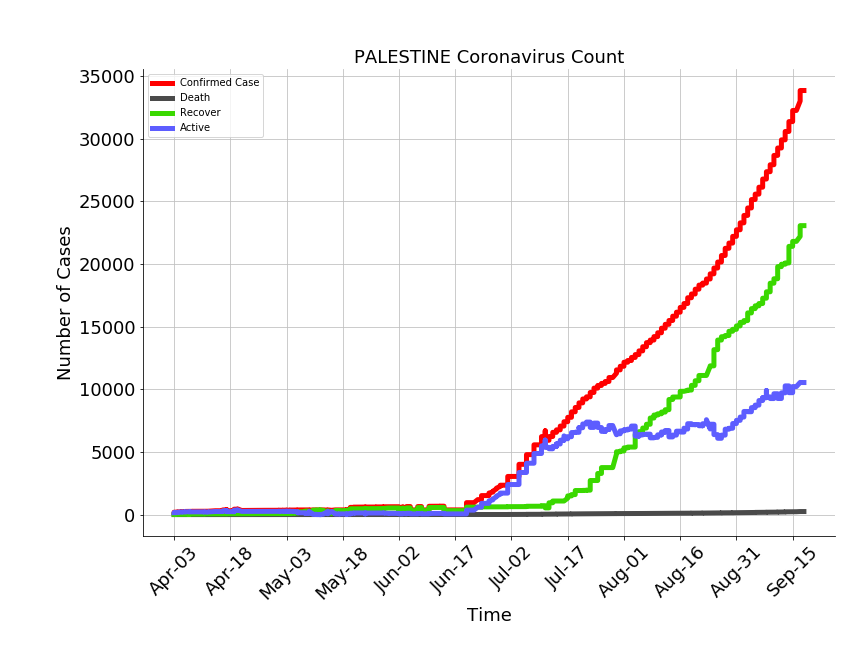 PALESTINE Coronavirus Count
Confirmed Case
Death
Recover
Active
35000
30000
25000
20000
15000
10000
5000
0
Number of Cases
Apr-03
Apr-18
May-03
May-18
Jun-02
Jun-17
Jul-02
Jul-17
Aug-01
Aug-16
Aug-31
Sep-15
Time